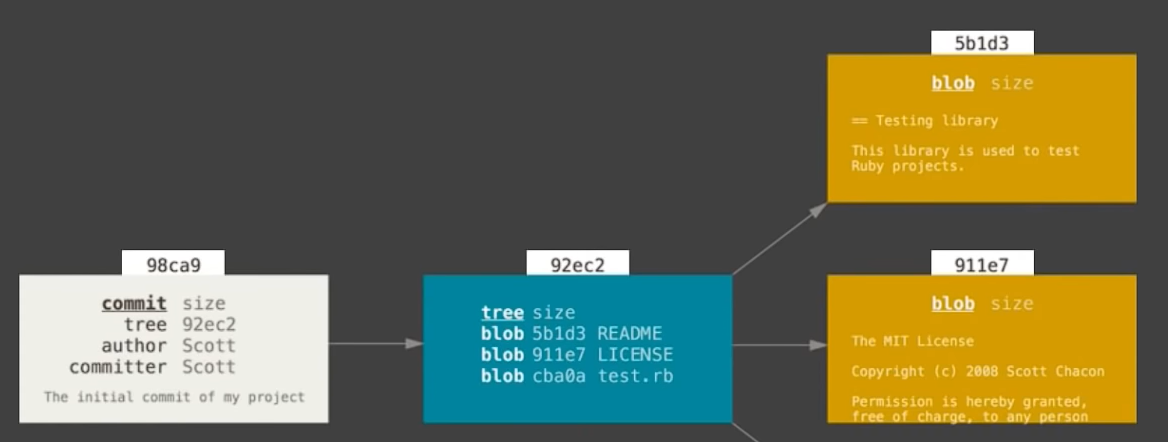 98ca9
commit size
tree 92ec2
author Scott
committer Scott
The initial commit of my project
92ec2
tree size
blob 5b1d3 README
blob 911e7 LICENSE
blob cba0a test.rb
5b1d3
blob size
== Testing library
This library is used to test
Ruby projects.
911e7
blob size
The MIT License
Copyright (c) 2008 Scott Chacon
Permission is hereby granted,
free of charge, to any person